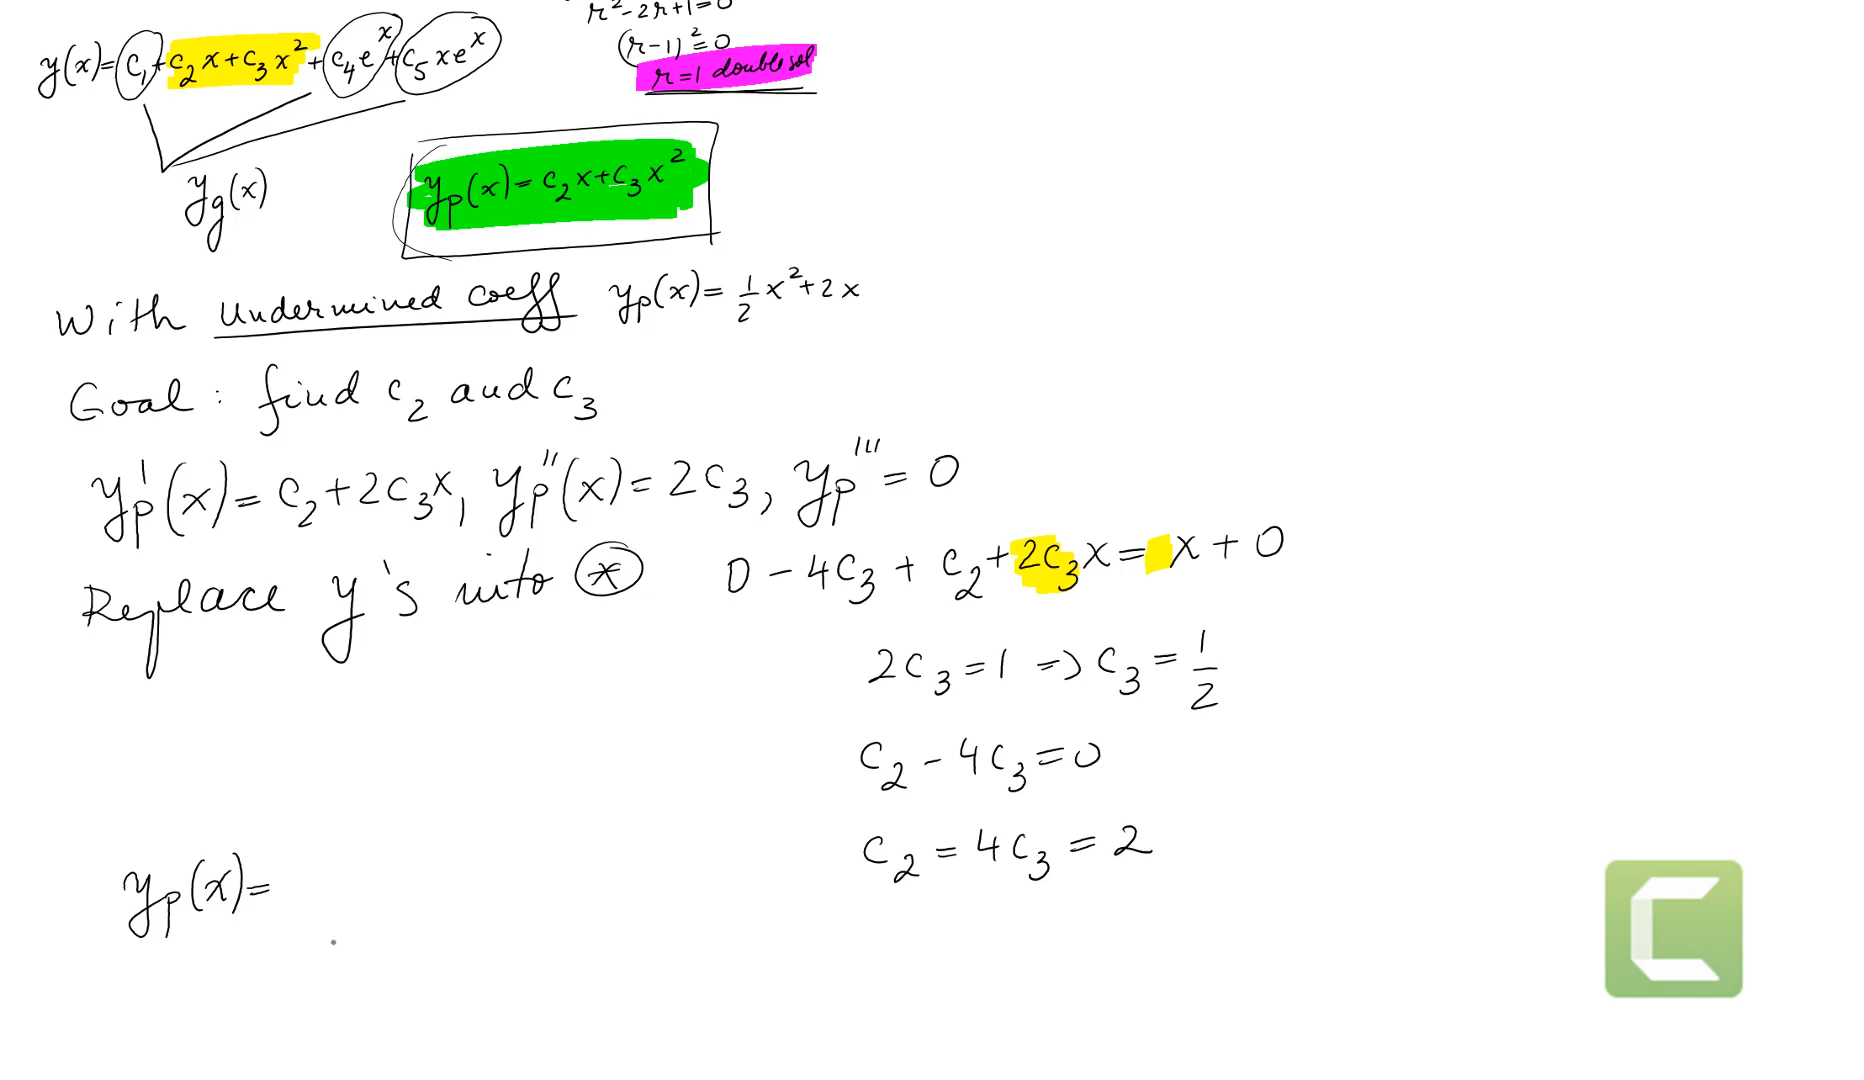 r²-2r+1=0
y(x)=c₁+c₂x+c₃x²+c₄eˣ+c₅xeˣ
(r-1)²=0
r=1 double sol
y_g(x)
y_p(x)=c₂x+c₃x²
With Undermined coeff y_p(x)=1/2 x²+2x
Goal: find c₂ and c₃
y_p'(x)=c₂+2c₃x, y_p''(x)=2c₃, y_p'''=0
Replace y's into ⊛ 0-4c₃+c₂+2c₃x=x+0
2c₃=1 => c₃=1/2
c₂-4c₃=0
c₂=4c₃=2
y_p(x)=